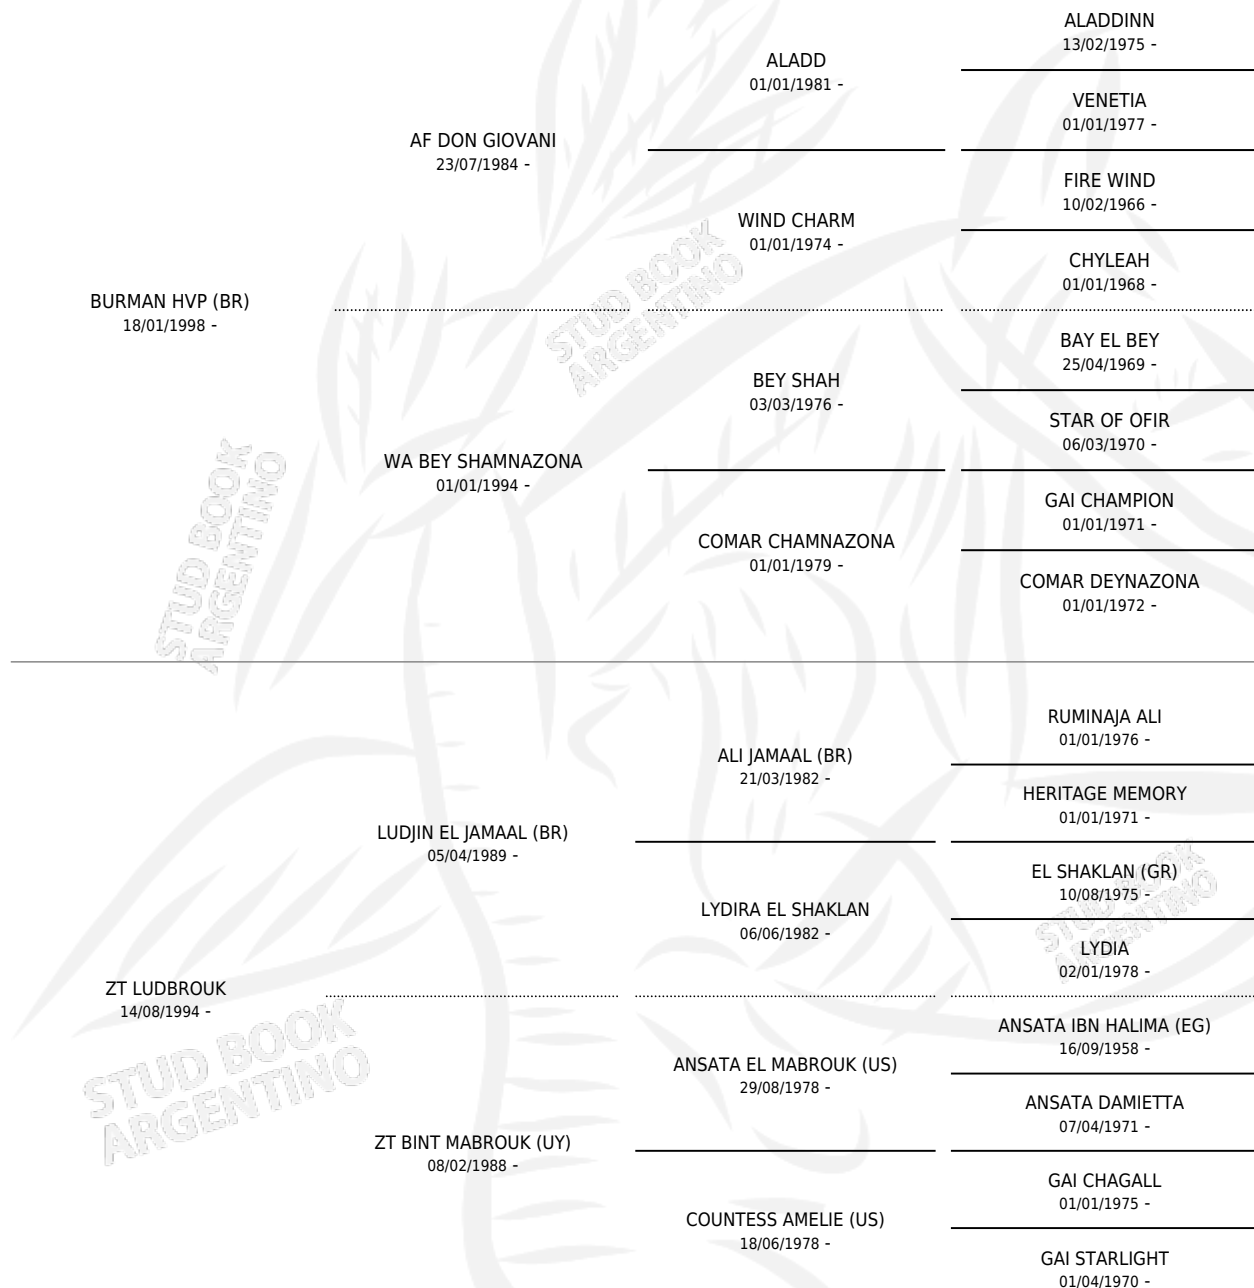 ALADDINN
13/02/1975 -
ALADD
01/01/1981 -
VENETIA
01/01/1977 -
AF DON GIOVANI
23/07/1984 -
FIRE WIND
10/02/1966 -
WIND CHARM
01/01/1974 -
CHYLEAH
01/01/1968 -
BURMAN HVP (BR)
18/01/1998 -
STUD BOOK
ARGENTINO
BAY EL BEY
25/04/1969 -
BEY SHAH
03/03/1976 -
STAR OF OFIR
06/03/1970 -
WA BEY SHAMNAZONA
01/01/1994 -
GAI CHAMPION
01/01/1971 -
COMAR CHAMNAZONA
01/01/1979 -
COMAR DEYNAZONA
01/01/1972 -
STUD BOOK
ARGENTINO
RUMINAJA ALI
01/01/1976 -
ALI JAMAAL (BR)
21/03/1982 -
HERITAGE MEMORY
01/01/1971 -
LUDJIN EL JAMAAL (BR)
05/04/1989 -
EL SHAKLAN (GR)
10/08/1975 -
LYDIRA EL SHAKLAN
06/06/1982 -
STUD BOOK
ARGENTINO
LYDIA
02/01/1978 -
ZT LUDBROUK
14/08/1994 -
ANSATA IBN HALIMA (EG)
16/09/1958 -
ANSATA EL MABROUK (US)
29/08/1978 -
ANSATA DAMIETTA
07/04/1971 -
STUD BOOK
ARGENTINO
ZT BINT MABROUK (UY)
08/02/1988 -
GAI CHAGALL
01/01/1975 -
COUNTESS AMELIE (US)
18/06/1978 -
GAI STARLIGHT
01/04/1970 -